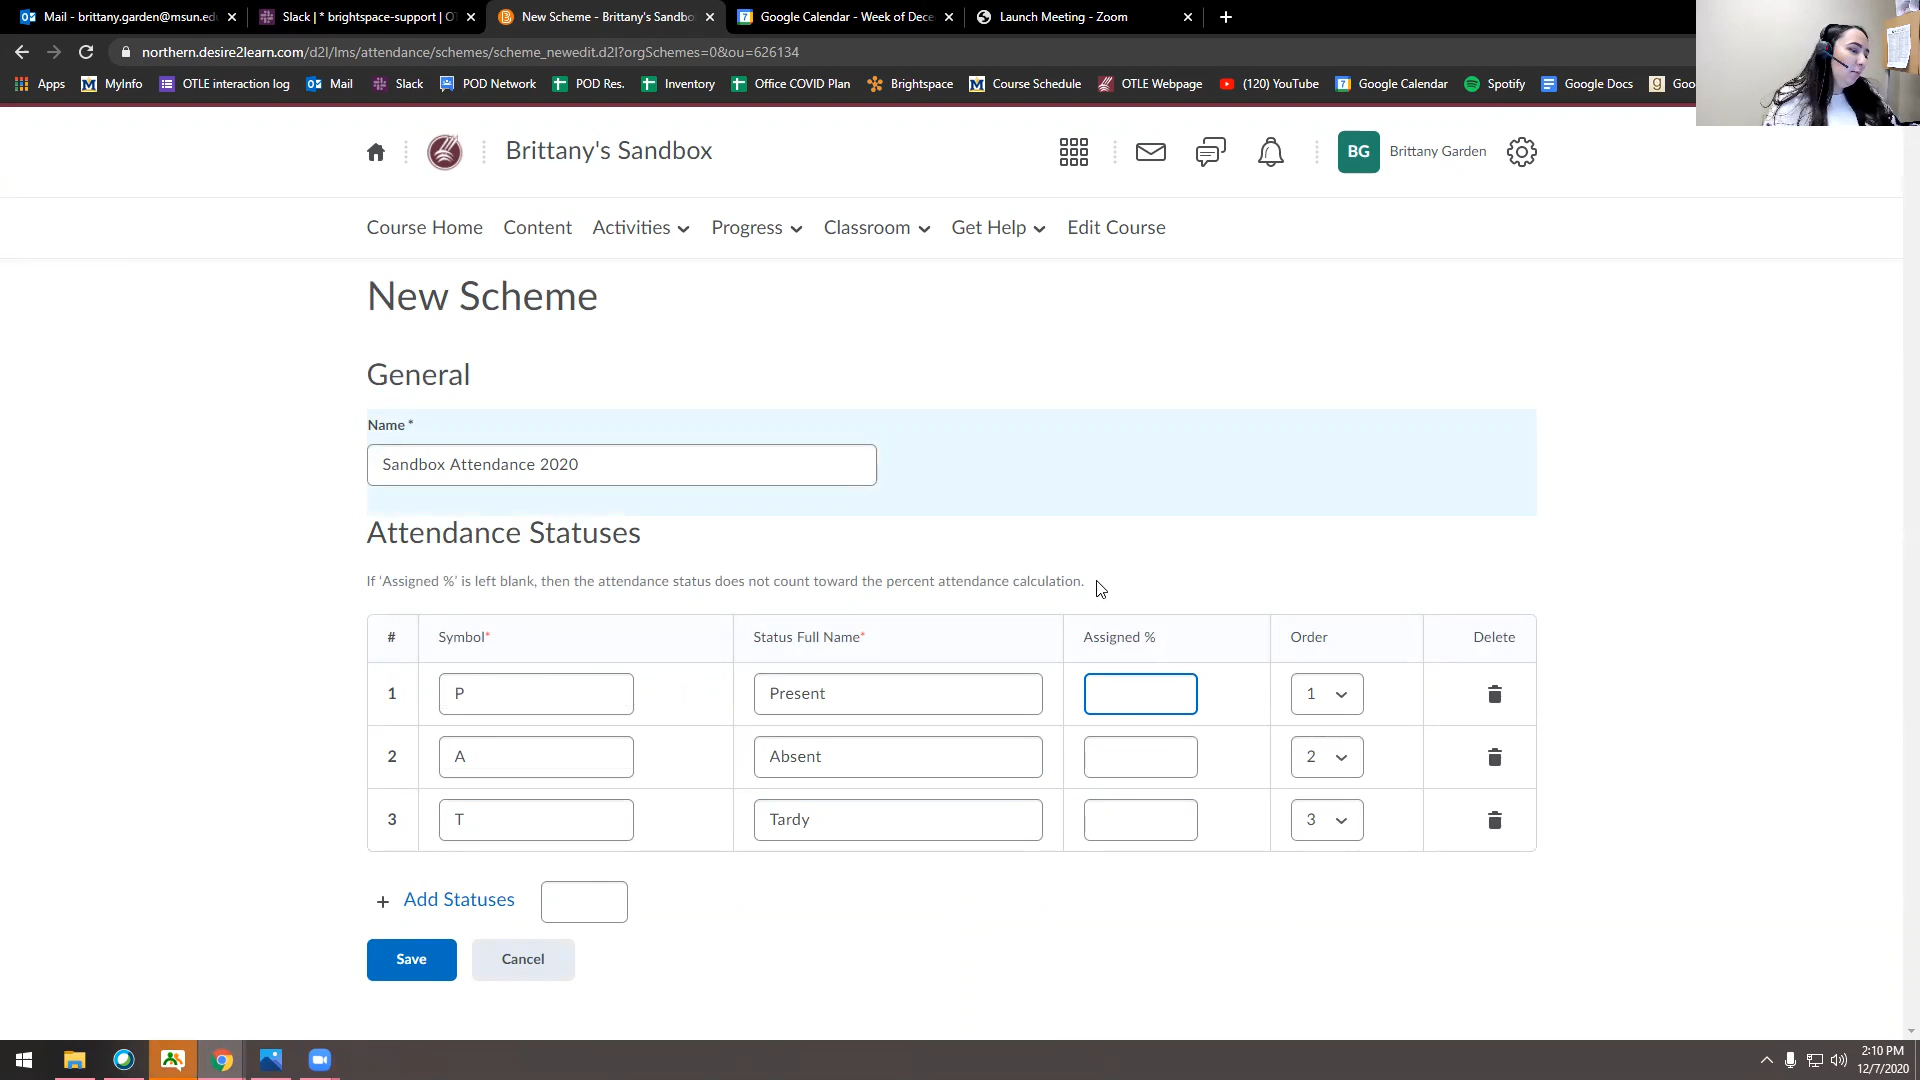 Mail - brittany.garden@msun.ed
Slack | * brightspace-support | OT
New Scheme - Brittany's Sandbo
Google Calendar - Week of Dece
Launch Meeting - Zoom
northern.desire2learn.com/d2l/lms/attendance/schemes/scheme_newedit.d2l?orgSchemes=0&ou=626134
Apps MyInfo OTLE interaction log Mail Slack POD Network POD Res. Inventory Office COVID Plan Brightspace Course Schedule OTLE Webpage (120) YouTube Google Calendar Spotify Google Docs Goo
Brittany's Sandbox
BG Brittany Garden
Course Home Content Activities Progress Classroom Get Help Edit Course
New Scheme
General
Name *
Sandbox Attendance 2020
Attendance Statuses
If 'Assigned %' is left blank, then the attendance status does not count toward the percent attendance calculation.
# Symbol* Status Full Name* Assigned % Order Delete
1 P Present 1
2 A Absent 2
3 T Tardy 3
+ Add Statuses
Save Cancel
2:10 PM
12/7/2020